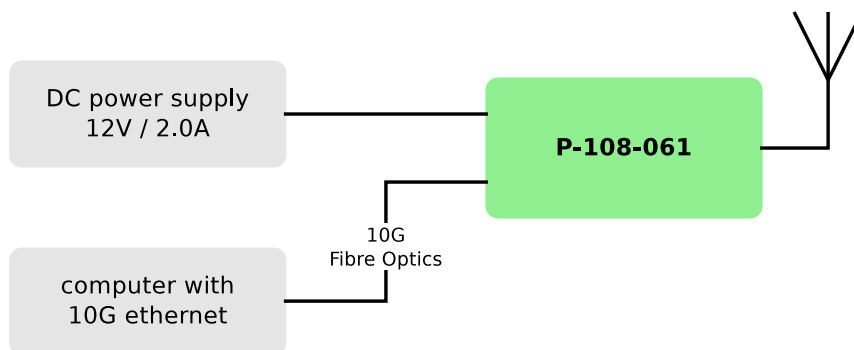 DC power supply
12V / 2.0A
P-108-061
10G
Fibre Optics
computer with
10G ethernet